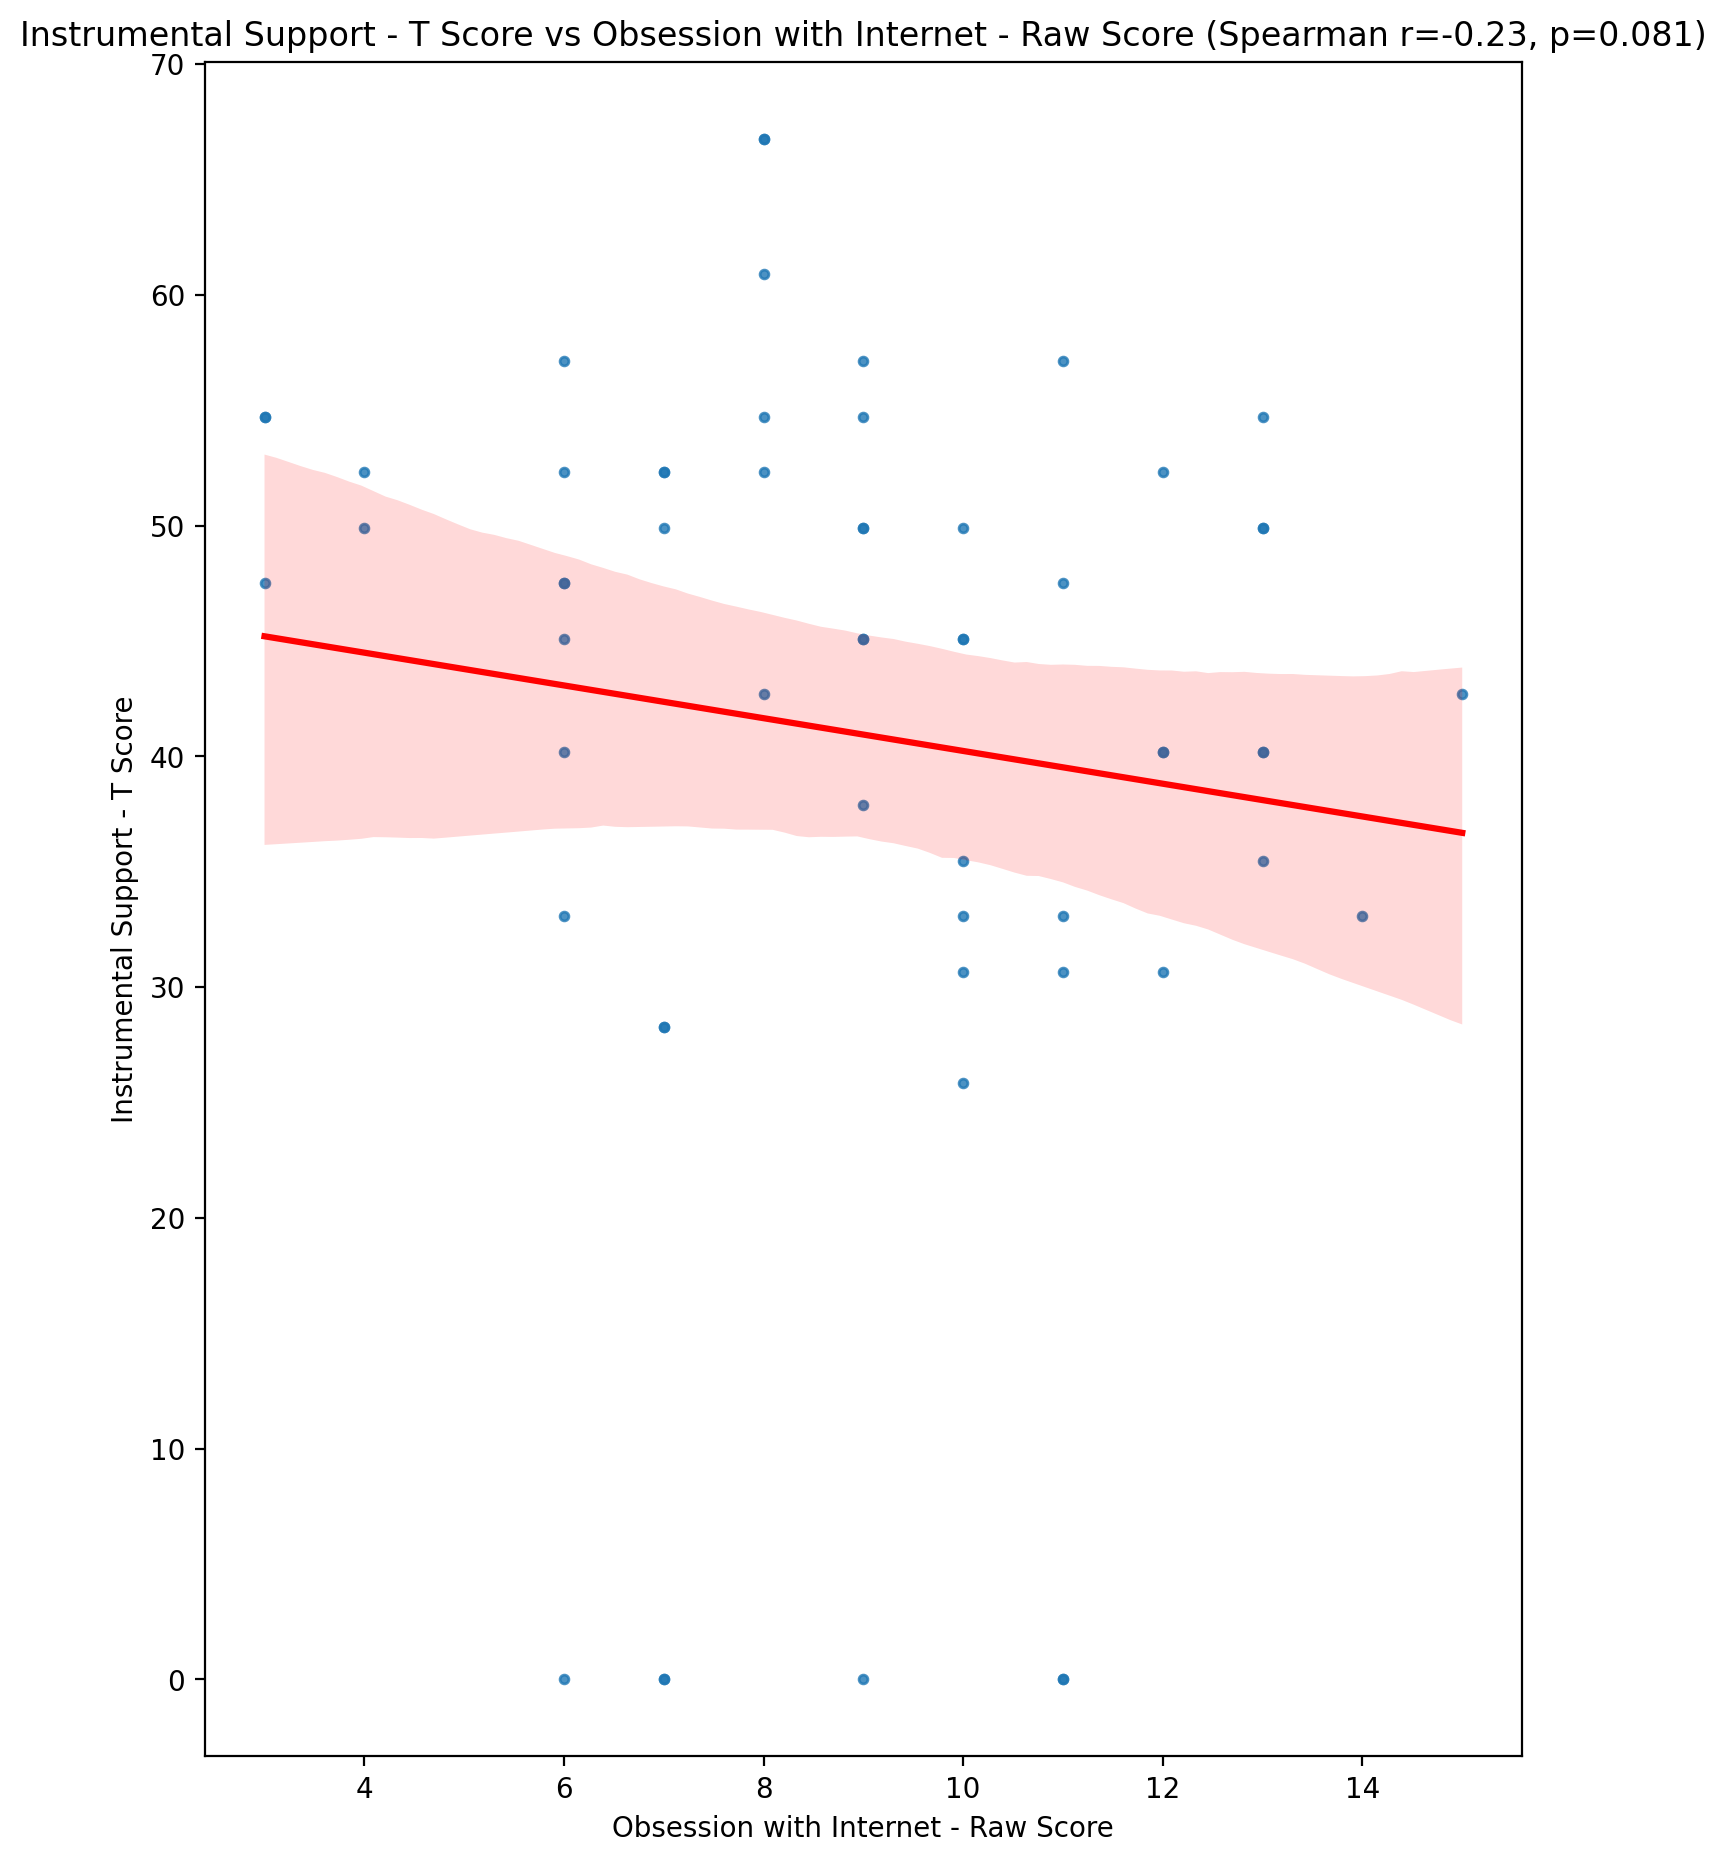 Instrumental Support - T Score vs Obsession with Internet - Raw Score (Spearman r=-0.23, p=0.081)
70
60
50
40
30
20
10
0
Instrumental Support - T Score
4 6 8 10 12 14
Obsession with Internet - Raw Score